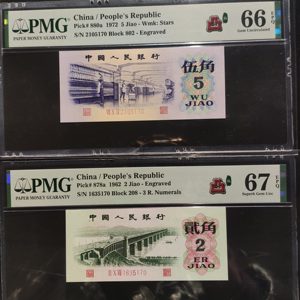 PMG
PAPER MONEY GUARANTY
China / People's Republic
Pick# 880a 1972 5 Jiao - Wmk: Stars
S/N 2105170 Block 802 - Engraved
66 EPQ
Gem Uncirculated
中国人民银行
伍角
5
WU
JIAO
2105170
PMG
PAPER MONEY GUARANTY
China / People's Republic
Pick# 878a 1962 2 Jiao - Engraved
S/N 1635170 Block 208 - 3 R. Numerals
67 EPQ
Superb Gem Unc
中国人民银行
贰角
2
ER
JIAO
1635170